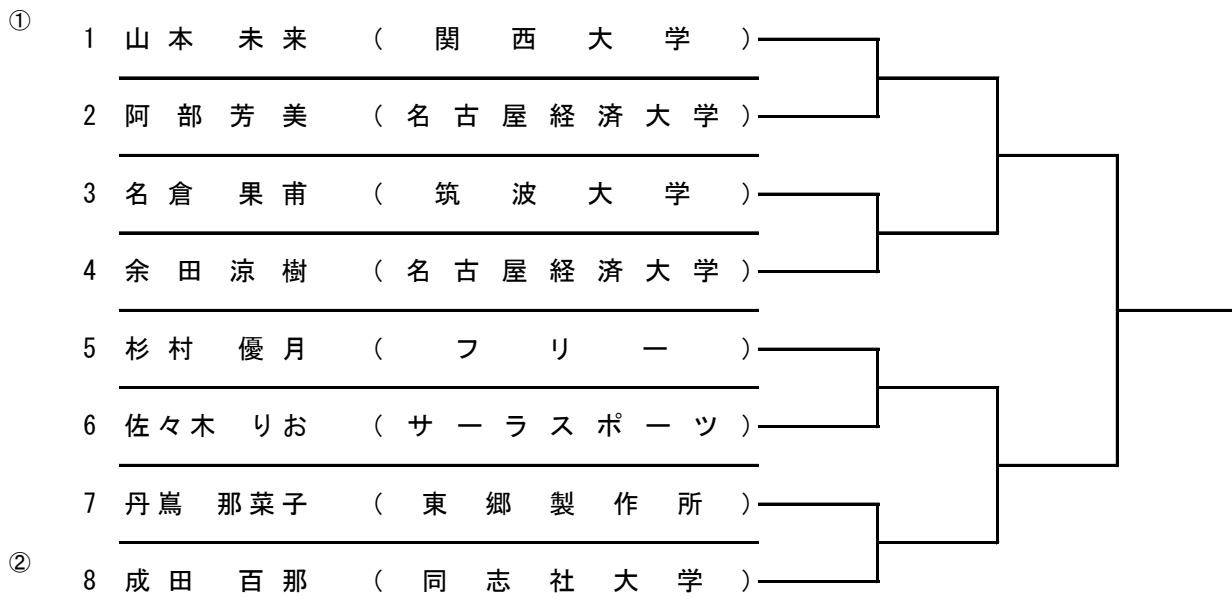 ①
1 山本 未来 (関西大学)
2 阿部芳美 (名古屋経済大学)
3 名倉 果甫 (筑波大学)
4 余田涼樹 (名古屋経済大学)
5 杉村 優月 (フリー)
6 佐々木 りお (サーラスポーツ)
7 丹嶌 那菜子 (東郷製作所)
②
8 成田 百那 (同志社大学)